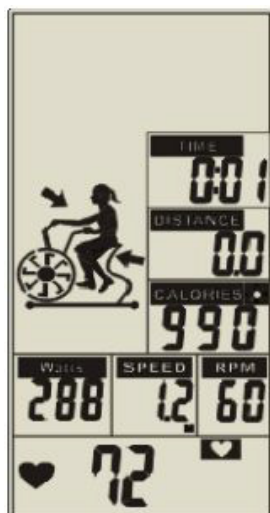 TIME
0:01
DISTANCE
0.0
CALORIES
990
Watts SPEED RPM
288 1.2 60
72